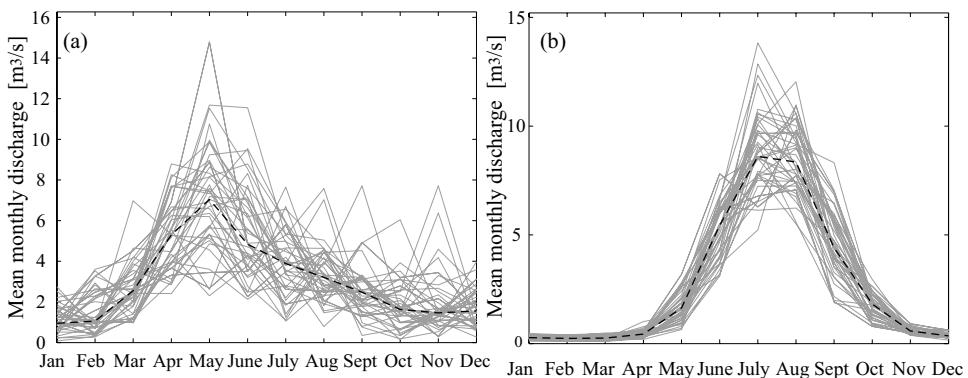 (a)
Mean monthly discharge [m³/s]
16
14
12
10
8
6
4
2
0
Jan Feb Mar Apr May June July Aug Sept Oct Nov Dec
(b)
Mean monthly discharge [m³/s]
15
10
5
0
Jan Feb Mar Apr May June July Aug Sept Oct Nov Dec